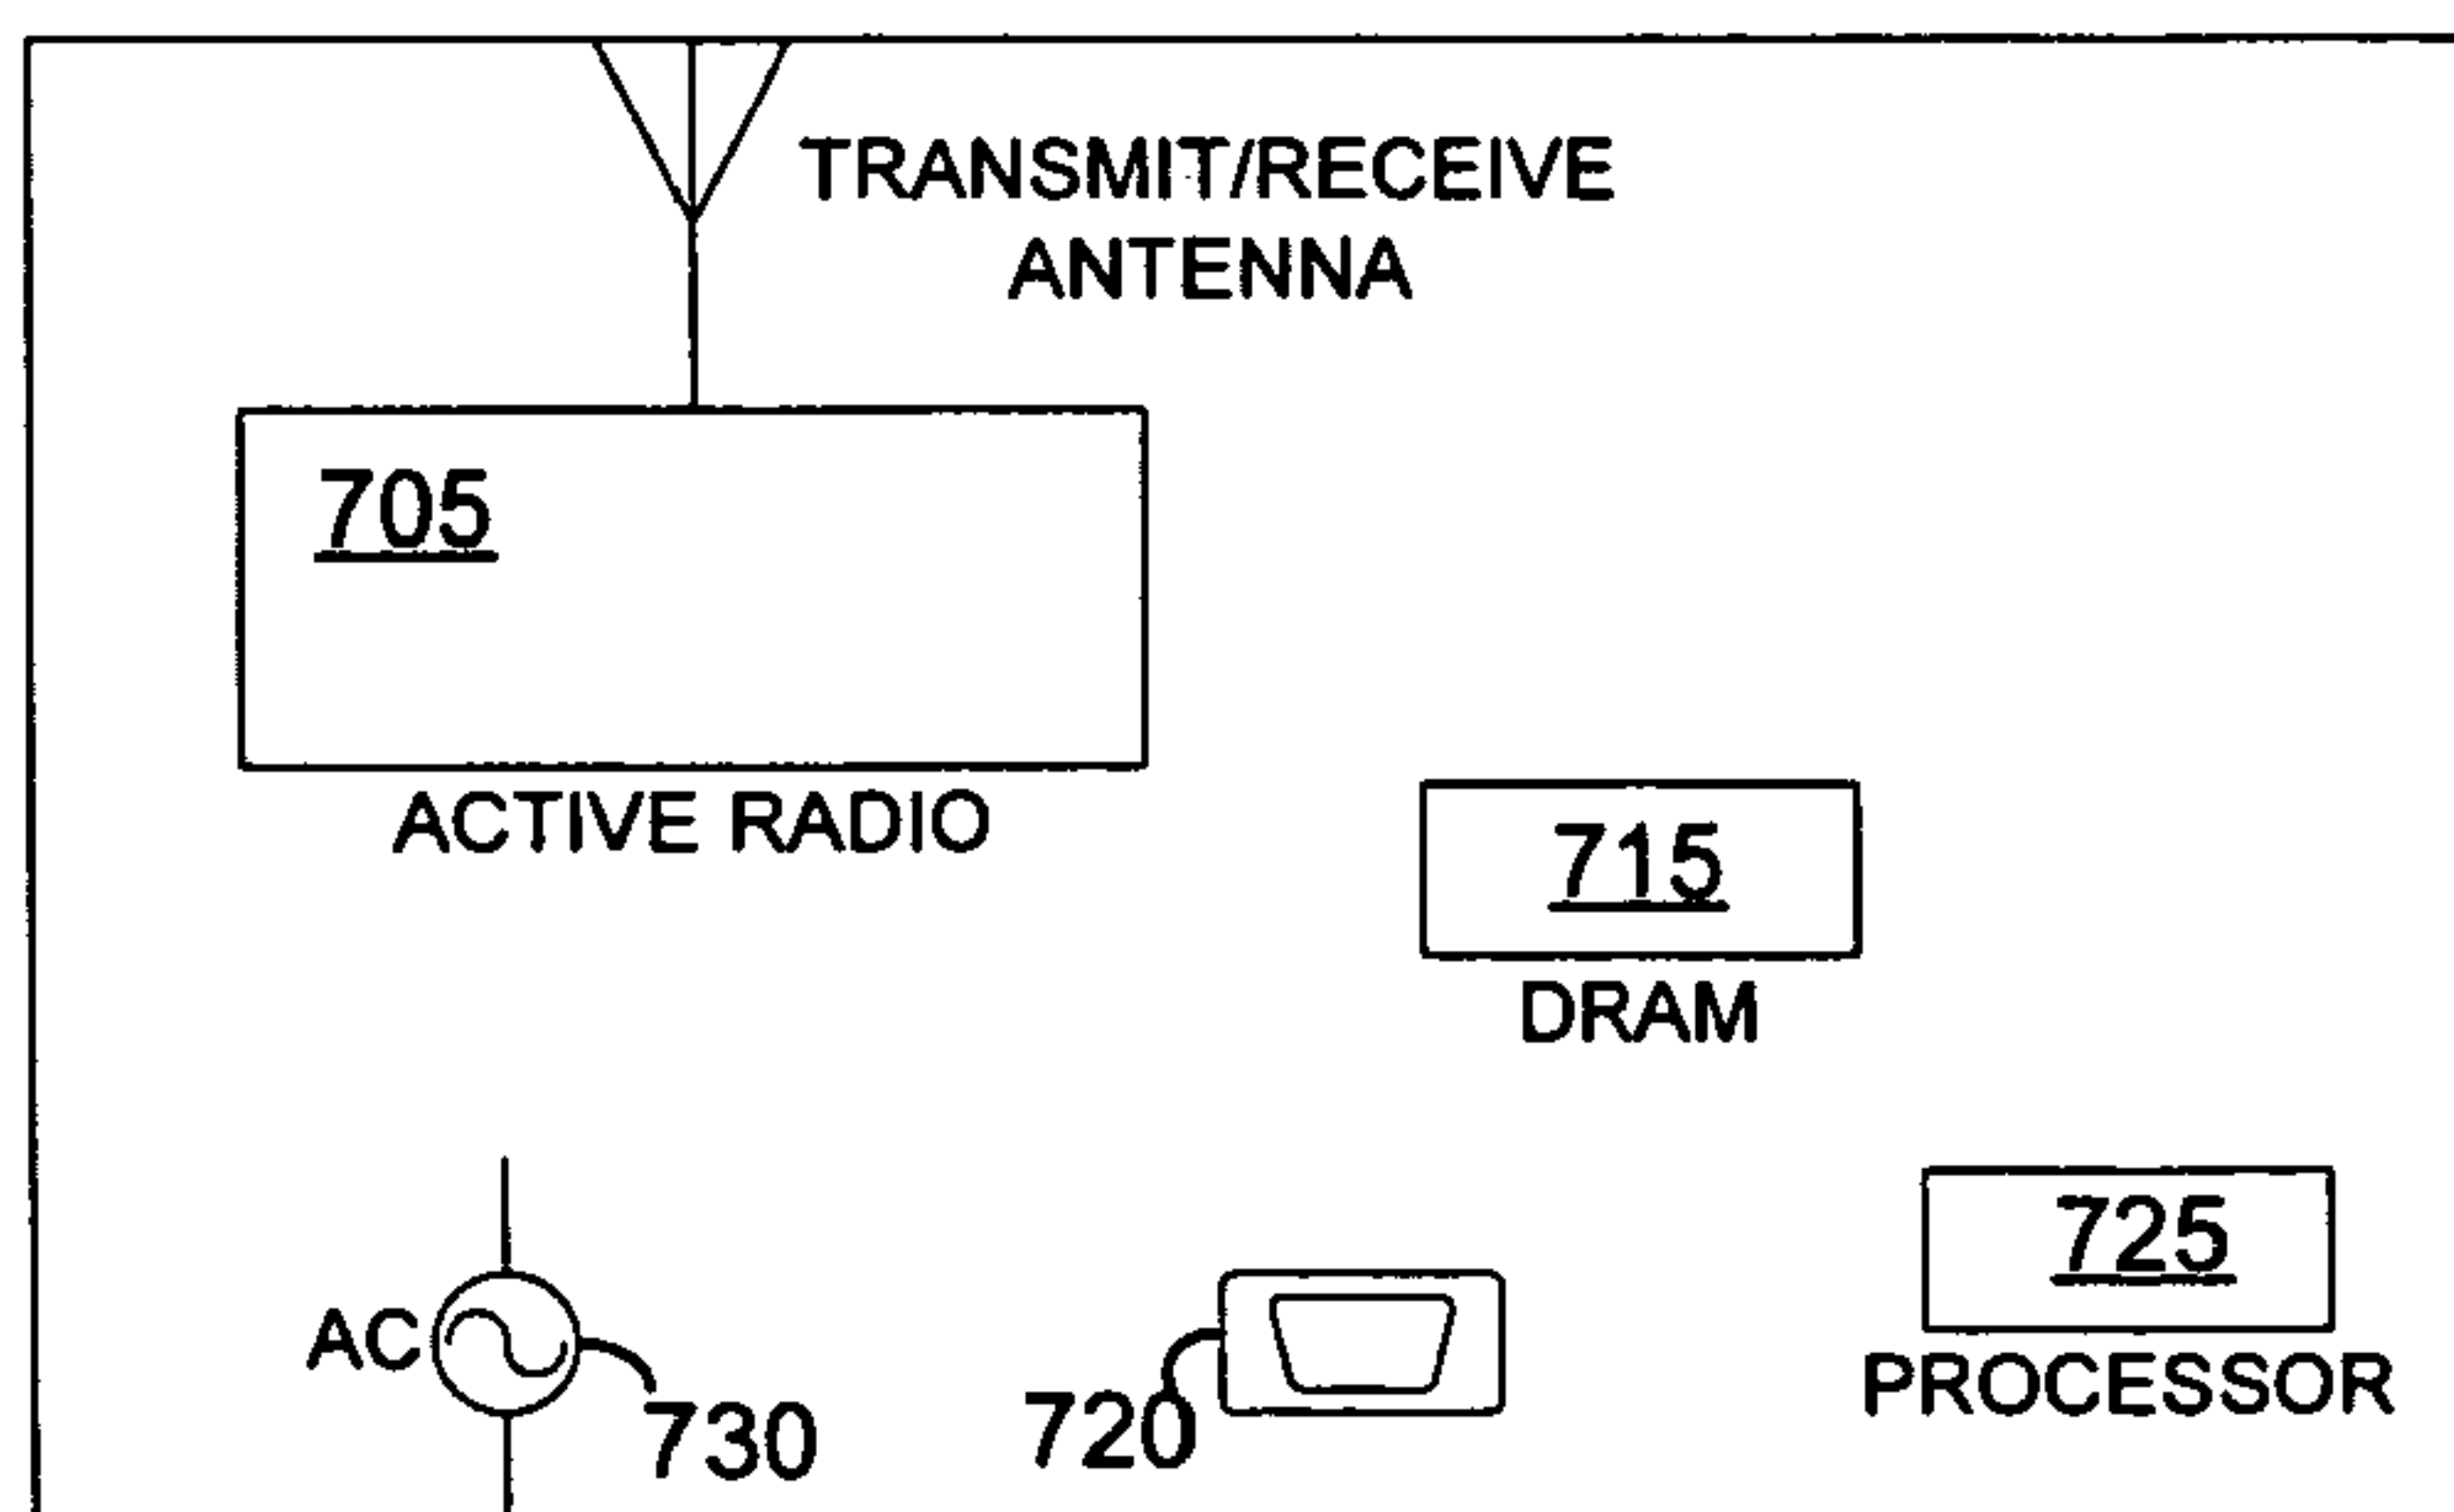 TRANSMIT/RECEIVE
ANTENNA
705
ACTIVE RADIO
715
DRAM
725
PROCESSOR
AC
730
720